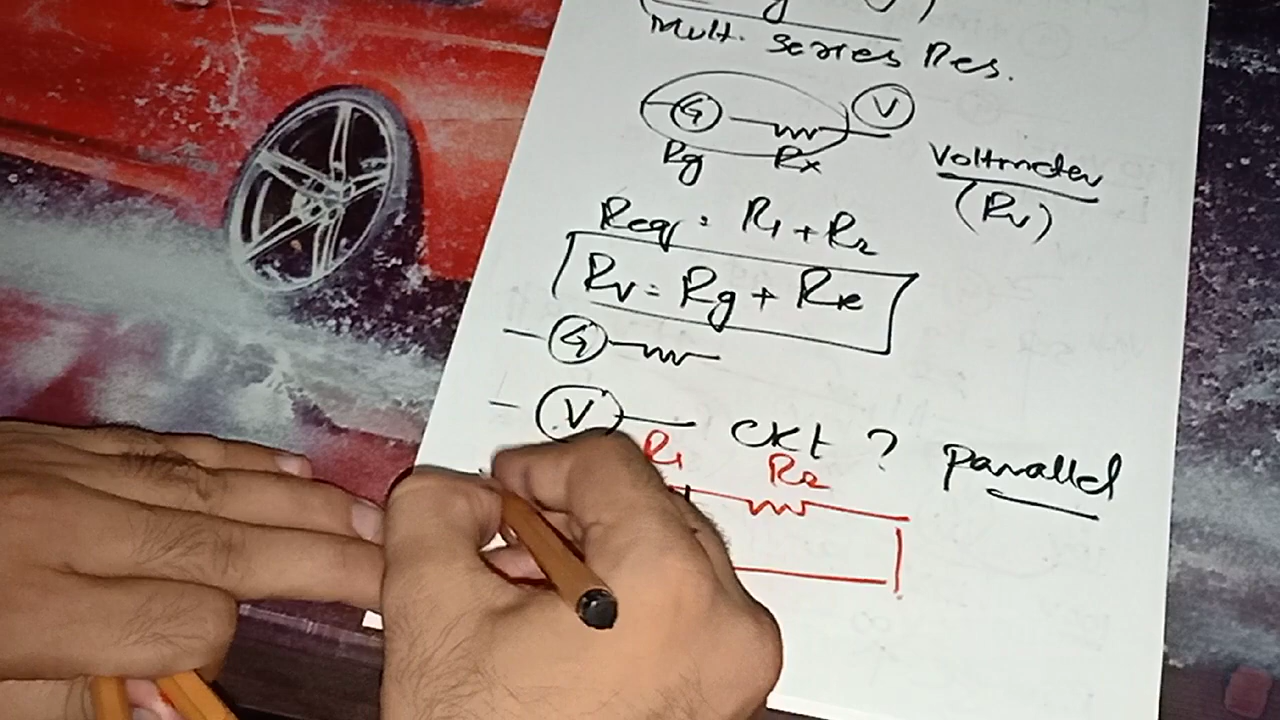 Mult. Series Res.
G V
Rg Rx
Voltmeter
(Rv)
Req = R1 + R2
Rv = Rg + Rx
G
V ckt ? Parallel
R1 R2